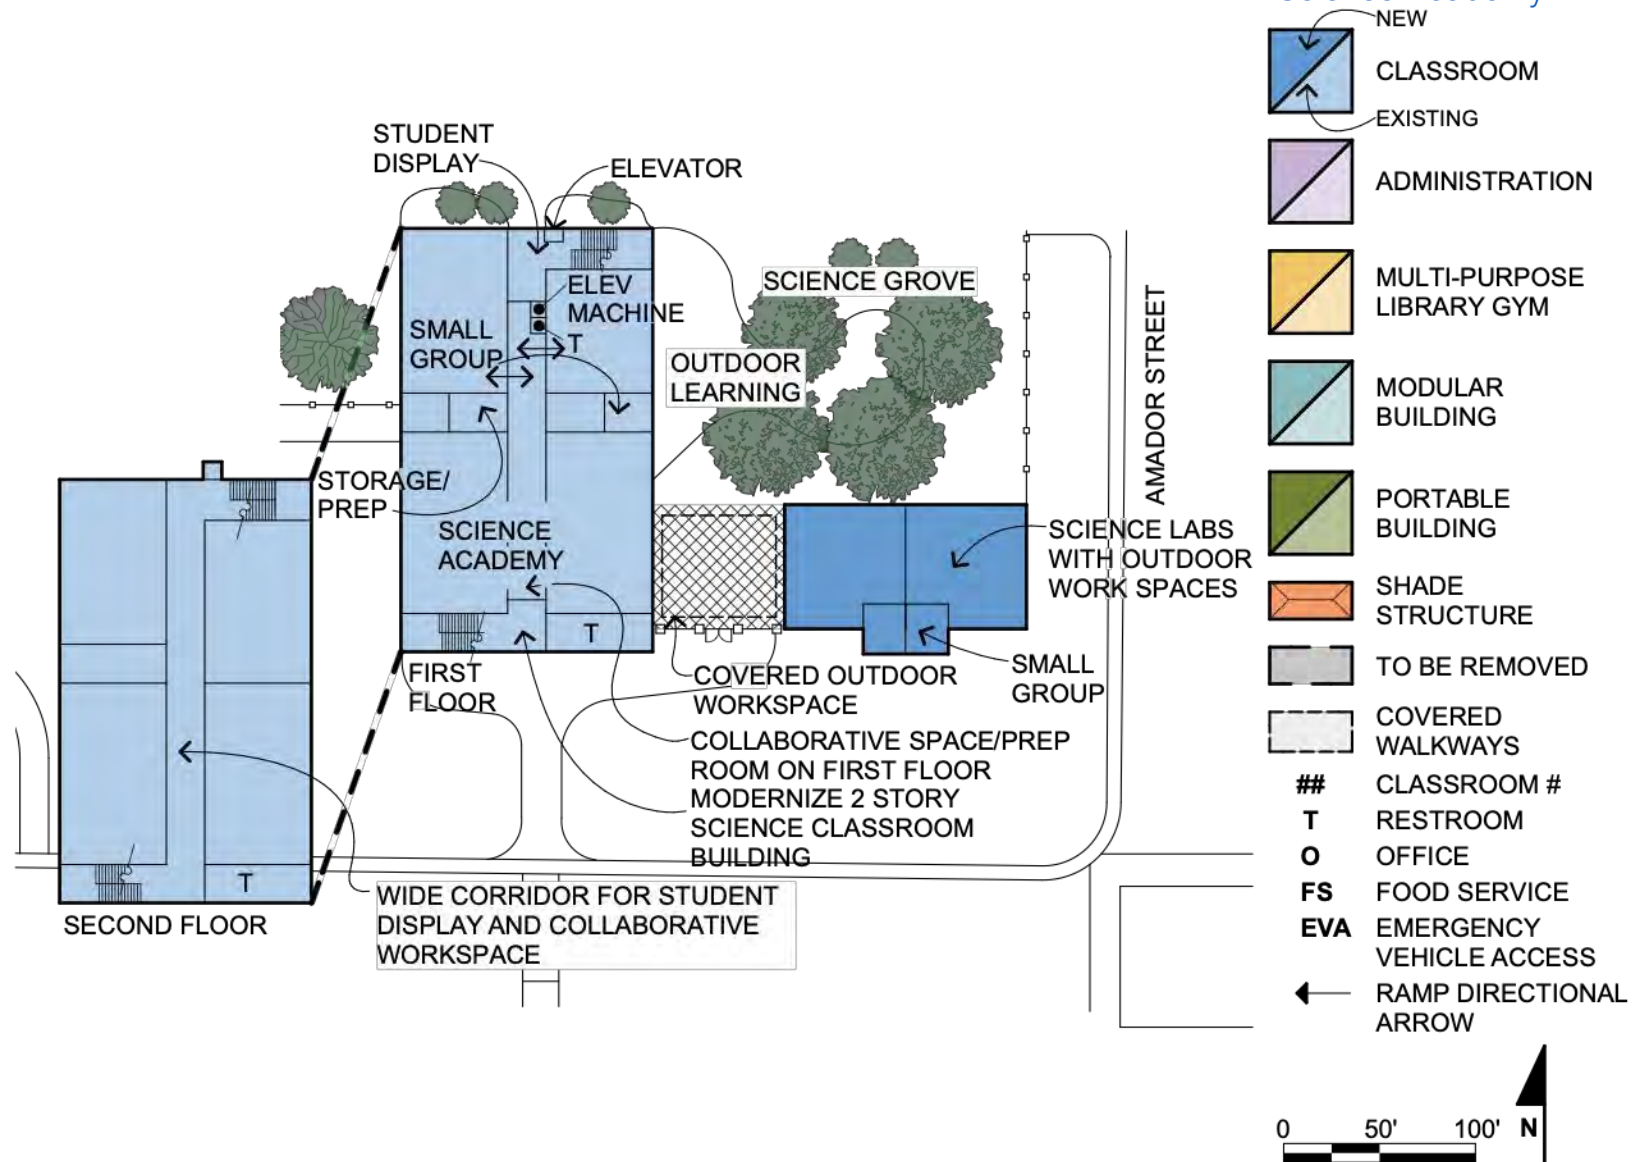 NEW
CLASSROOM
EXISTING
ADMINISTRATION
MULTI-PURPOSE
LIBRARY GYM
MODULAR
BUILDING
PORTABLE
BUILDING
SHADE
STRUCTURE
TO BE REMOVED
COVERED
WALKWAYS
## CLASSROOM #
T RESTROOM
O OFFICE
FS FOOD SERVICE
EVA EMERGENCY
VEHICLE ACCESS
RAMP DIRECTIONAL
ARROW
0 50' 100' N
STUDENT
DISPLAY
ELEVATOR
SCIENCE GROVE
ELEV
MACHINE
T
SMALL
GROUP
OUTDOOR
LEARNING
AMADOR STREET
STORAGE/
PREP
SCIENCE
ACADEMY
T
SCIENCE LABS
WITH OUTDOOR
WORK SPACES
FIRST
FLOOR
COVERED OUTDOOR
WORKSPACE
SMALL
GROUP
COLLABORATIVE SPACE/PREP
ROOM ON FIRST FLOOR
MODERNIZE 2 STORY
SCIENCE CLASSROOM
BUILDING
T
SECOND FLOOR
WIDE CORRIDOR FOR STUDENT
DISPLAY AND COLLABORATIVE
WORKSPACE